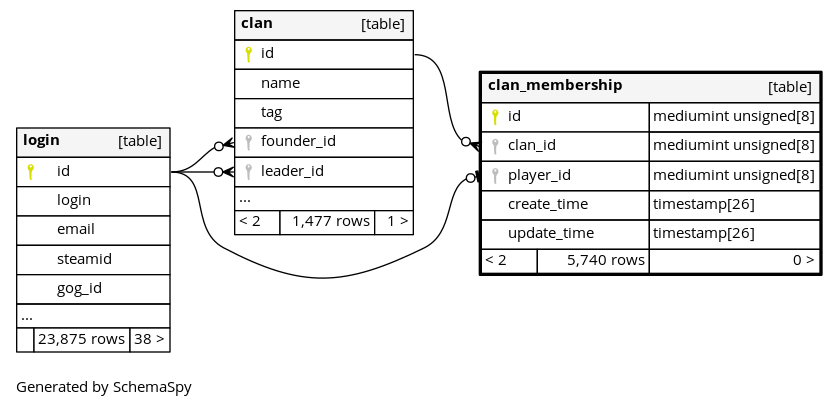 clan [table]
id
name
tag
founder_id
leader_id
...
< 2 1,477 rows 1 >
clan_membership [table]
id mediumint unsigned[8]
clan_id mediumint unsigned[8]
player_id mediumint unsigned[8]
create_time timestamp[26]
update_time timestamp[26]
< 2 5,740 rows 0 >
login [table]
id
login
email
steamid
gog_id
...
23,875 rows 38 >
Generated by SchemaSpy